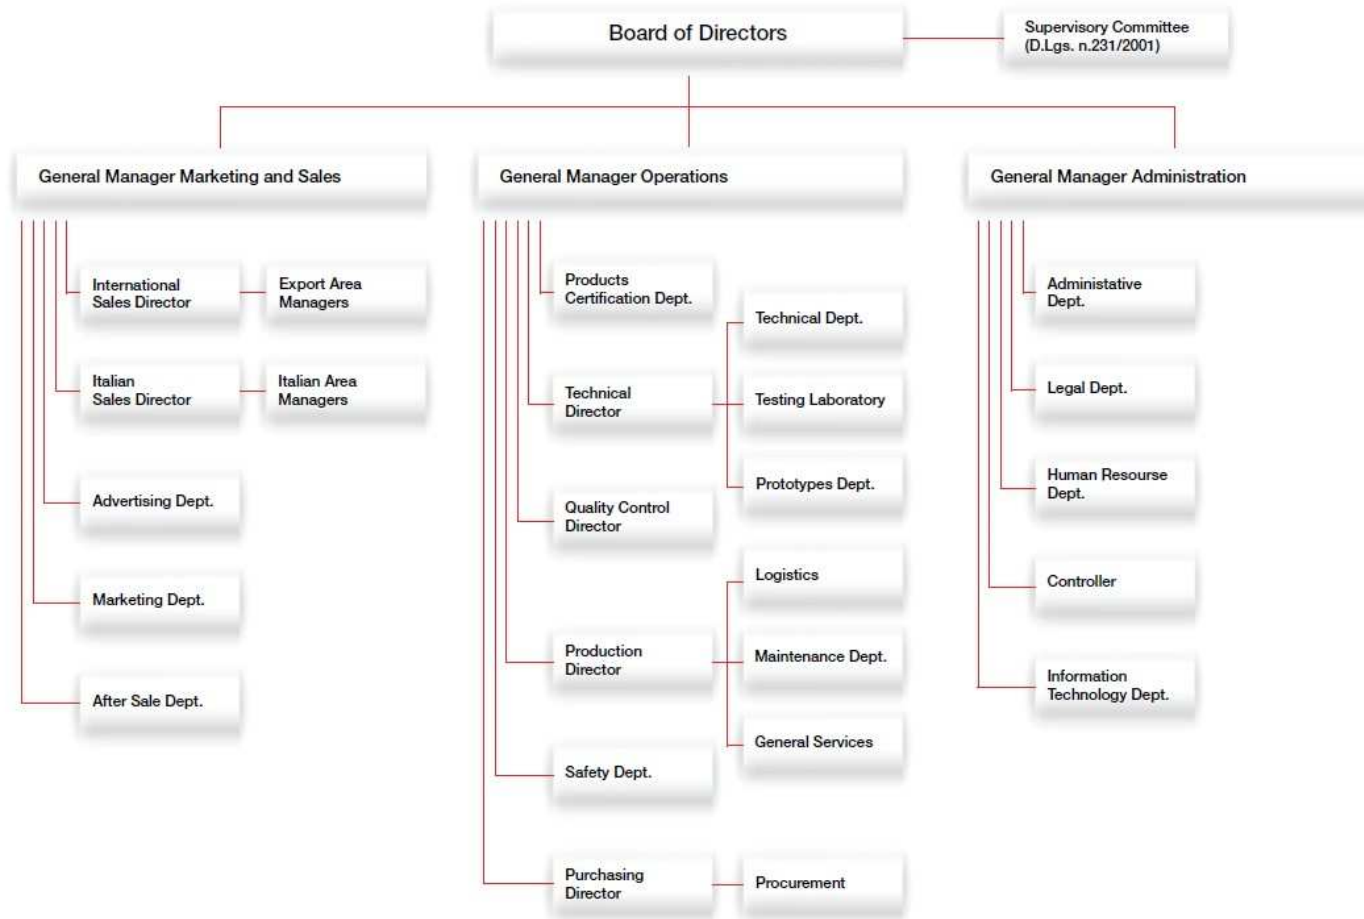 Board of Directors
Supervisory Committee
(D.Lgs. n.231/2001)
General Manager Marketing and Sales
International
Sales Director
Export Area
Managers
Italian
Sales Director
Italian Area
Managers
Advertising Dept.
Marketing Dept.
After Sale Dept.
General Manager Operations
Products
Certification Dept.
Technical
Director
Technical Dept.
Testing Laboratory
Prototypes Dept.
Quality Control
Director
Production
Director
Logistics
Maintenance Dept.
General Services
Safety Dept.
Purchasing
Director
Procurement
General Manager Administration
Administative
Dept.
Legal Dept.
Human Resourse
Dept.
Controller
Information
Technology Dept.